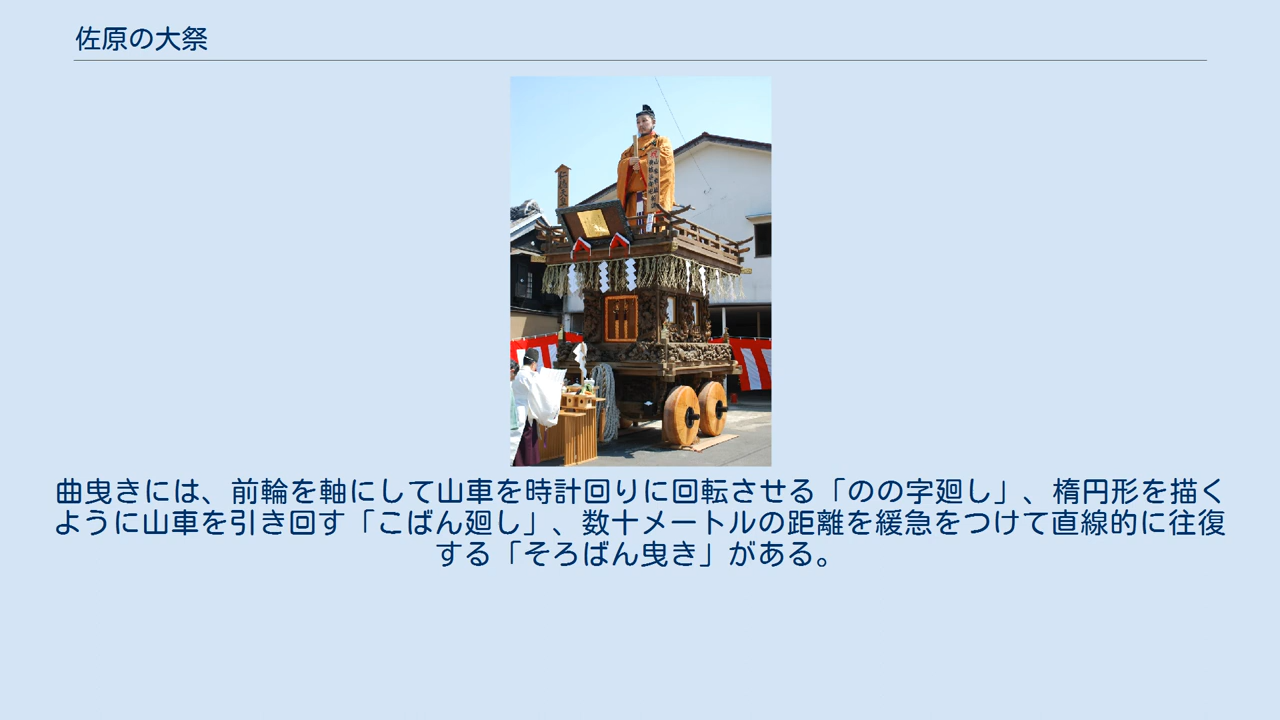 佐原の大祭
曲曳きには、前輪を軸にして山車を時計回りに回転させる「のの字廻し」、楕円形を描く
ように山車を引き回す「こばん廻し」、数十メートルの距離を緩急をつけて直線的に往復
する「そろばん曳き」がある。